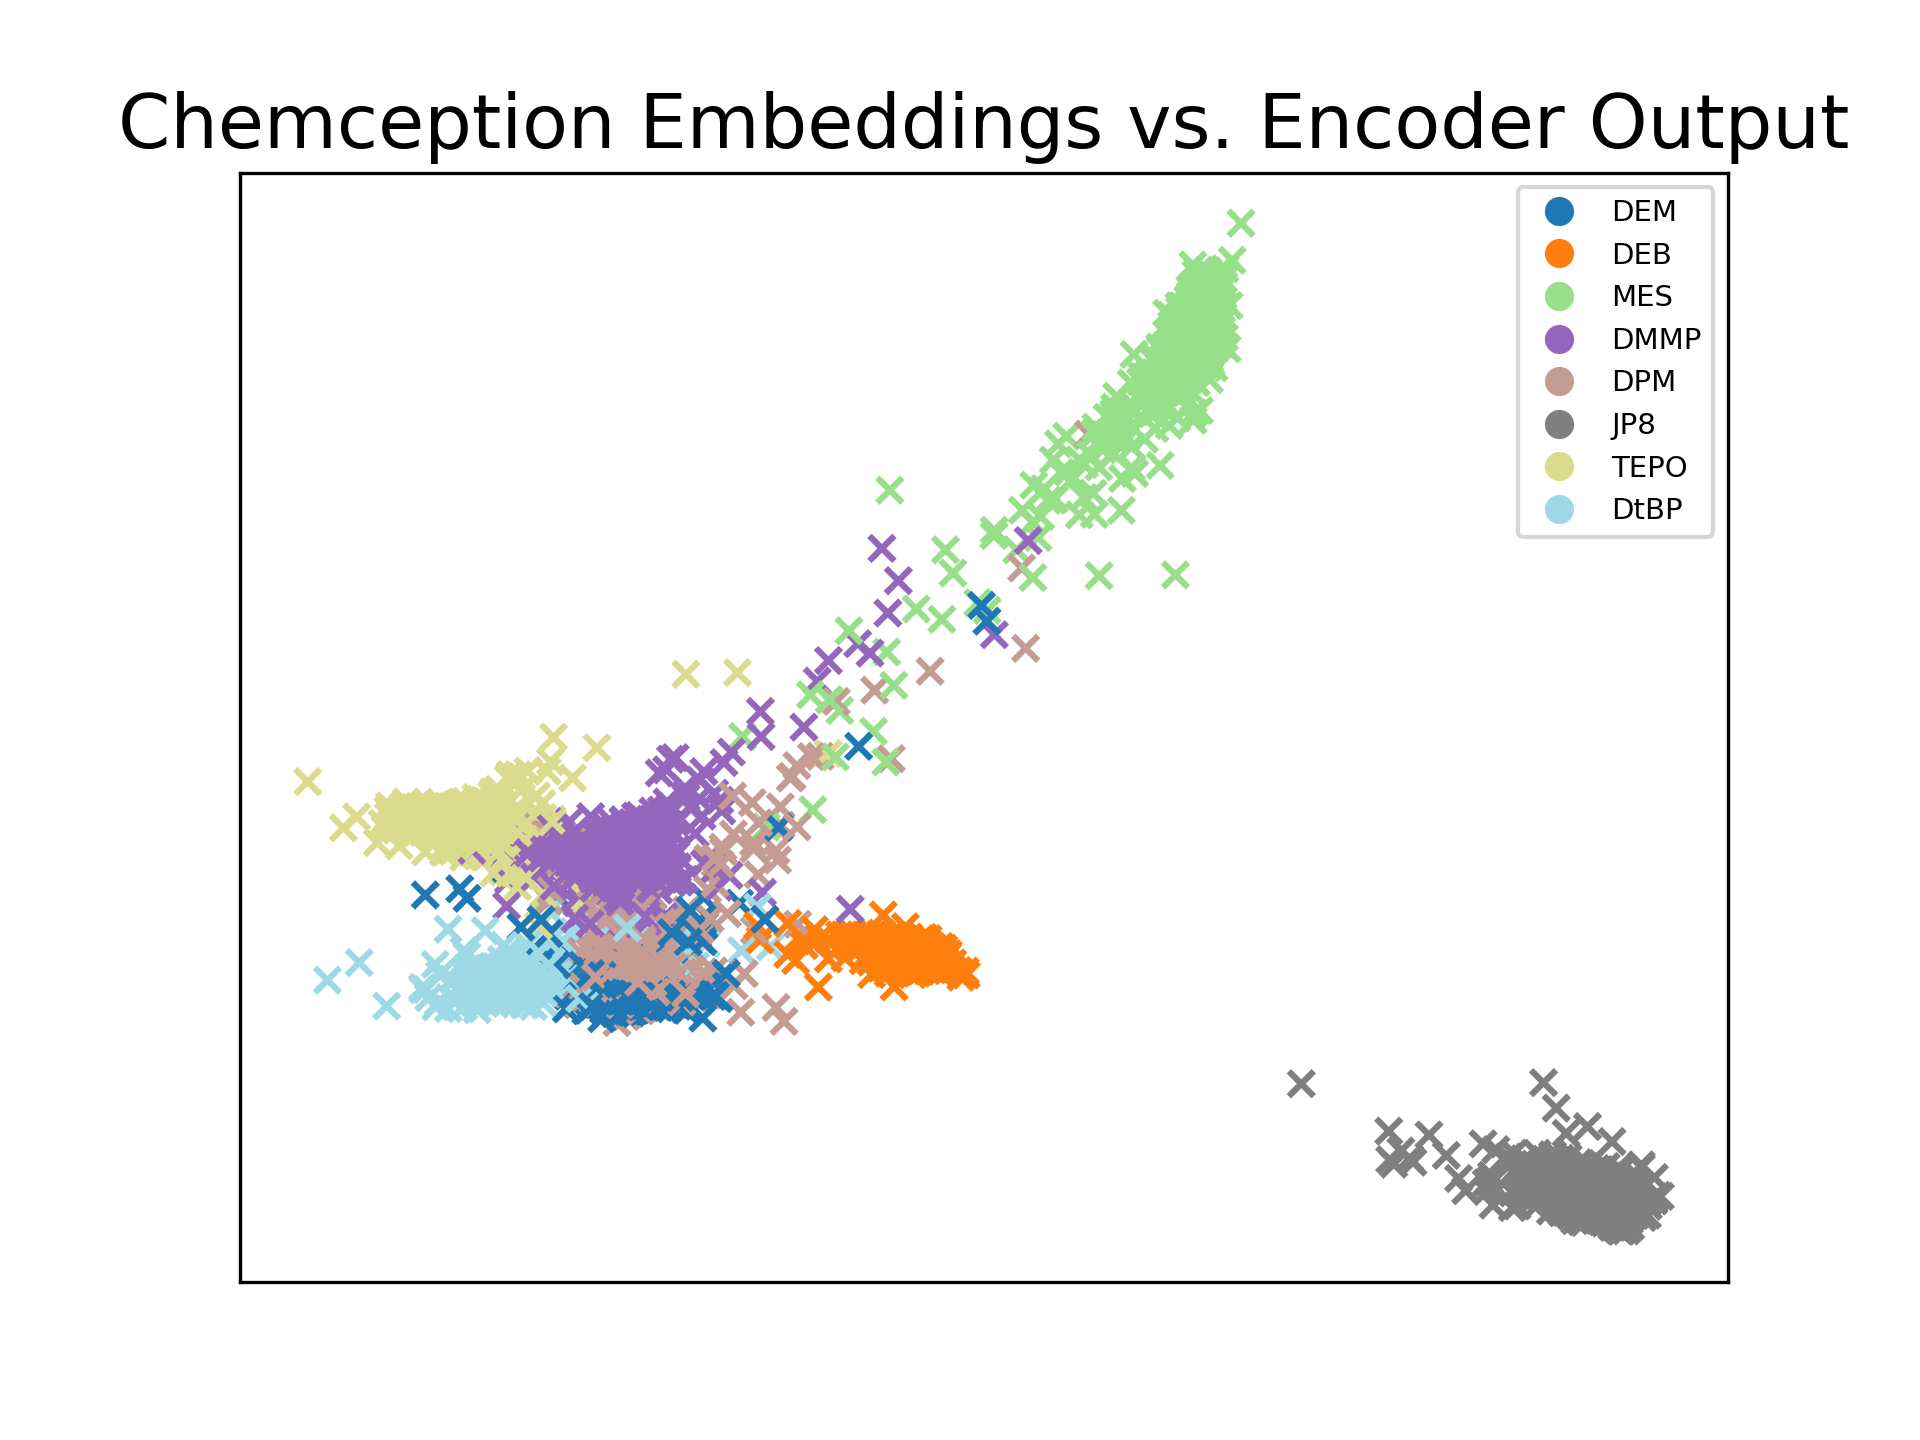 Chemception Embeddings vs. Encoder Output
DEM
DEB
MES
DMMP
DPM
JP8
TEPO
DtBP